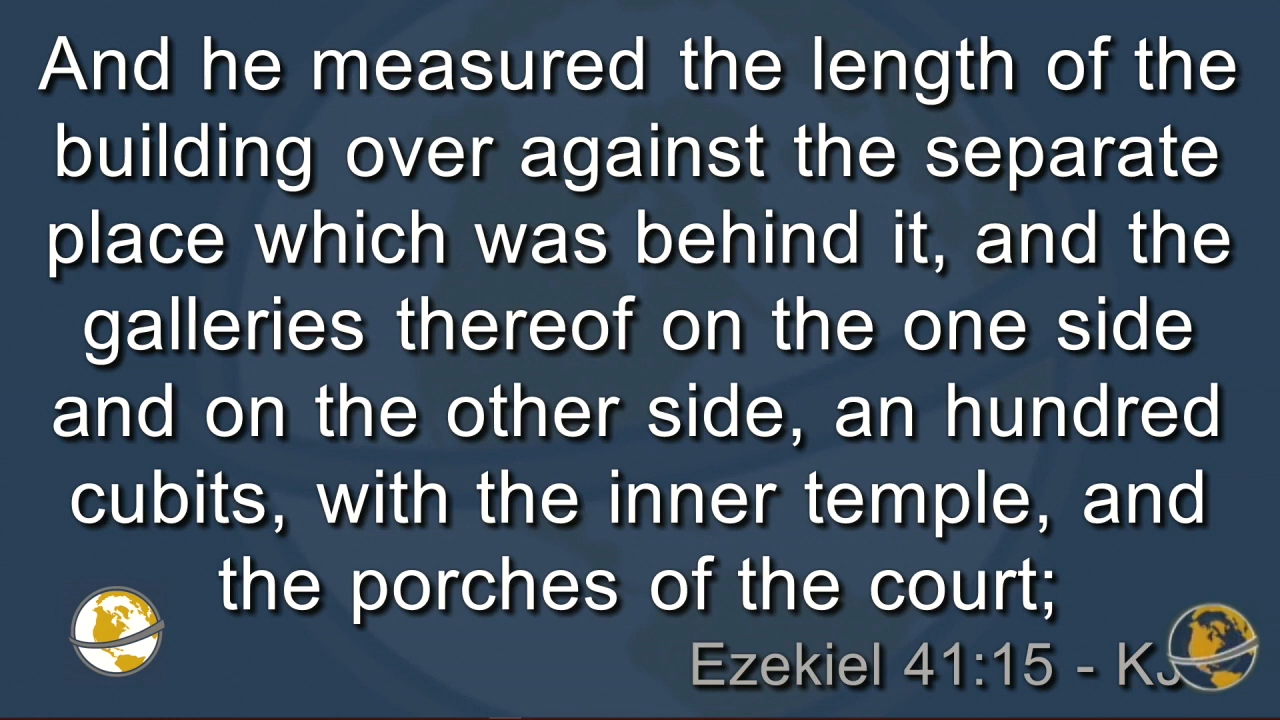 And he measured the length of the
building over against the separate
place which was behind it, and the
galleries thereof on the one side
and on the other side, an hundred
cubits, with the inner temple, and
the porches of the court;
Ezekiel 41:15 - KJ